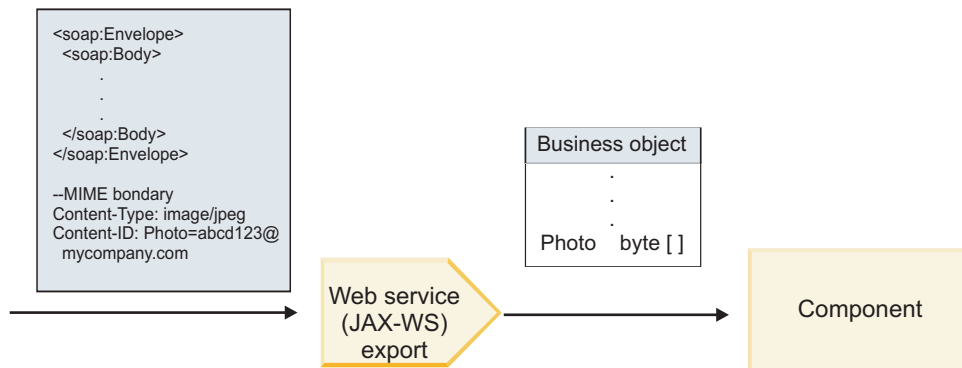 <soap:Envelope>
<soap:Body>
.
.
.
</soap:Body>
</soap:Envelope>
--MIME bondary
Content-Type: image/jpeg
Content-ID: Photo=abcd123@
mycompany.com
Web service
(JAX-WS)
export
Business object
.
.
.
Photo byte [ ]
Component